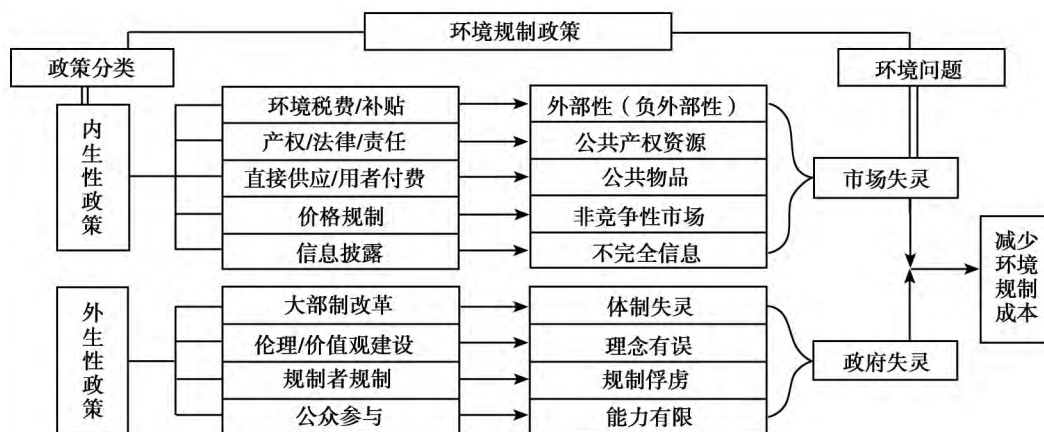 环境规制政策
政策分类
环境问题
内生性政策
环境税费/补贴
外部性（负外部性）
产权/法律/责任
公共产权资源
直接供应/用者付费
公共物品
价格规制
非竞争性市场
信息披露
不完全信息
市场失灵
减少环境规制成本
外生性政策
大部制改革
体制失灵
伦理/价值观建设
理念有误
规制者规制
规制俘虏
公众参与
能力有限
政府失灵